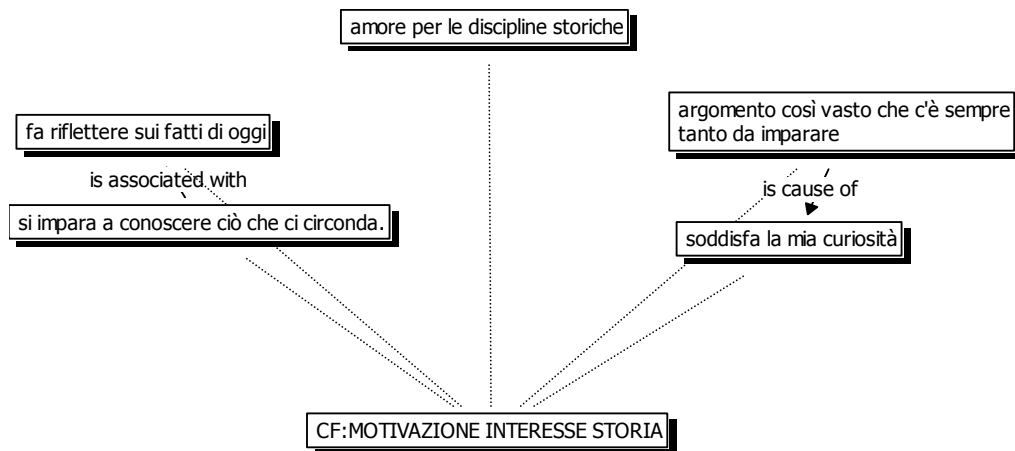 amore per le discipline storiche
fa riflettere sui fatti di oggi
argomento così vasto che c'è sempre
tanto da imparare
is associated with
is cause of
si impara a conoscere ciò che ci circonda.
soddisfa la mia curiosità
CF:MOTIVAZIONE INTERESSE STORIA